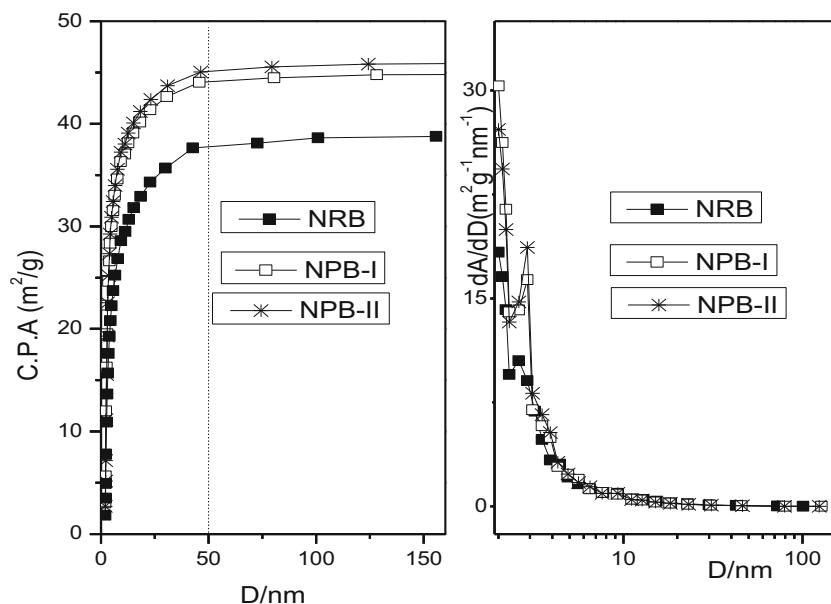 50
40
30
20
10
0
C.P.A (m²/g)
0 50 100 150
D/nm
NRB
NPB-I
NPB-II
30
15
0
dA/dD(m²g⁻¹nm⁻¹)
10 100
D/nm
NRB
NPB-I
NPB-II